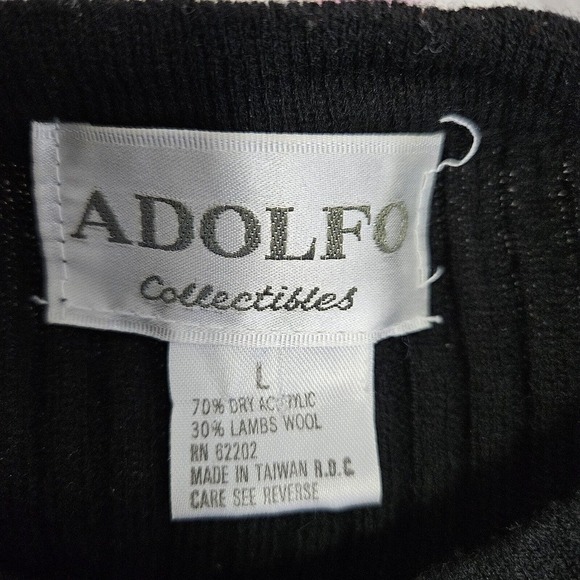 ADOLFO
Collectibles
L
70% DRY ACRYLIC
30% LAMBS WOOL
RN 62202
MADE IN TAIWAN R.O.C.
CARE SEE REVERSE